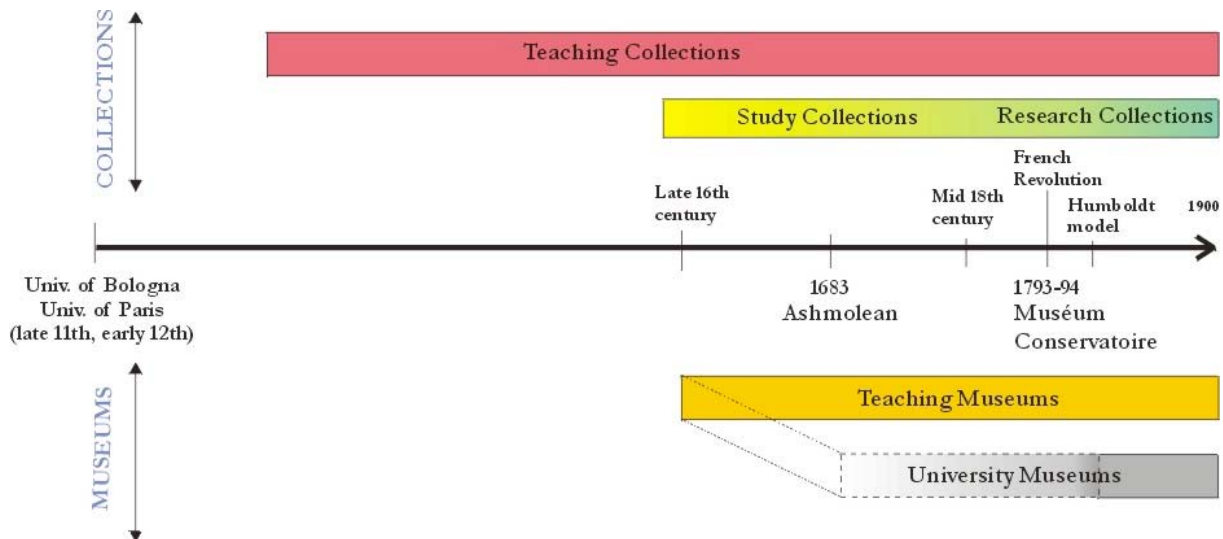 COLLECTIONS
Teaching Collections
Study Collections
Research Collections
Late 16th
century
Mid 18th
century
French
Revolution
Humboldt
model
1900
Univ. of Bologna
Univ. of Paris
(late 11th, early 12th)
1683
Ashmolean
1793-94
Muséum
Conservatoire
MUSEUMS
Teaching Museums
University Museums